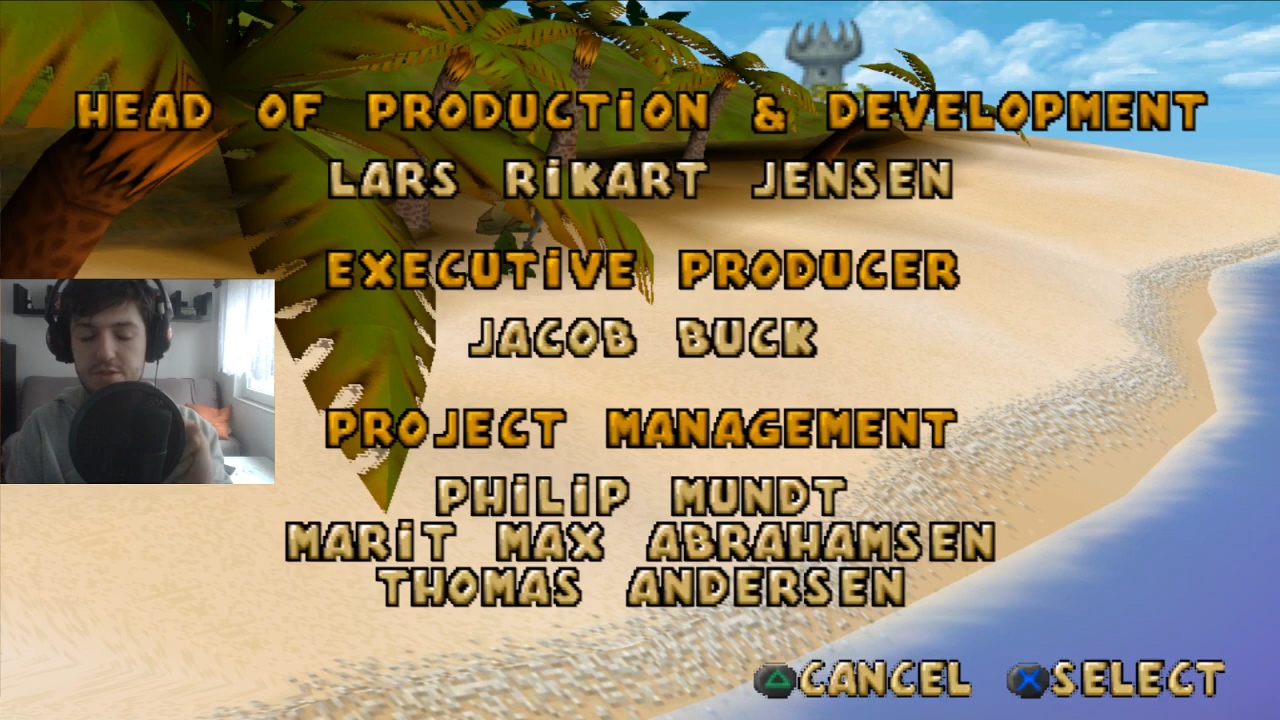 HEAD OF PRODUCTiON & DEVELOPMENT
LARS RiKART JENSEN
EXECUTiVE PRODUCER
JACOB BUCK
PROJECT MANAGEMENT
PHiLiP MUNDT
MARiT MAX ABRAHAMSEN
THOMAS ANDERSEN
CANCEL SELECT